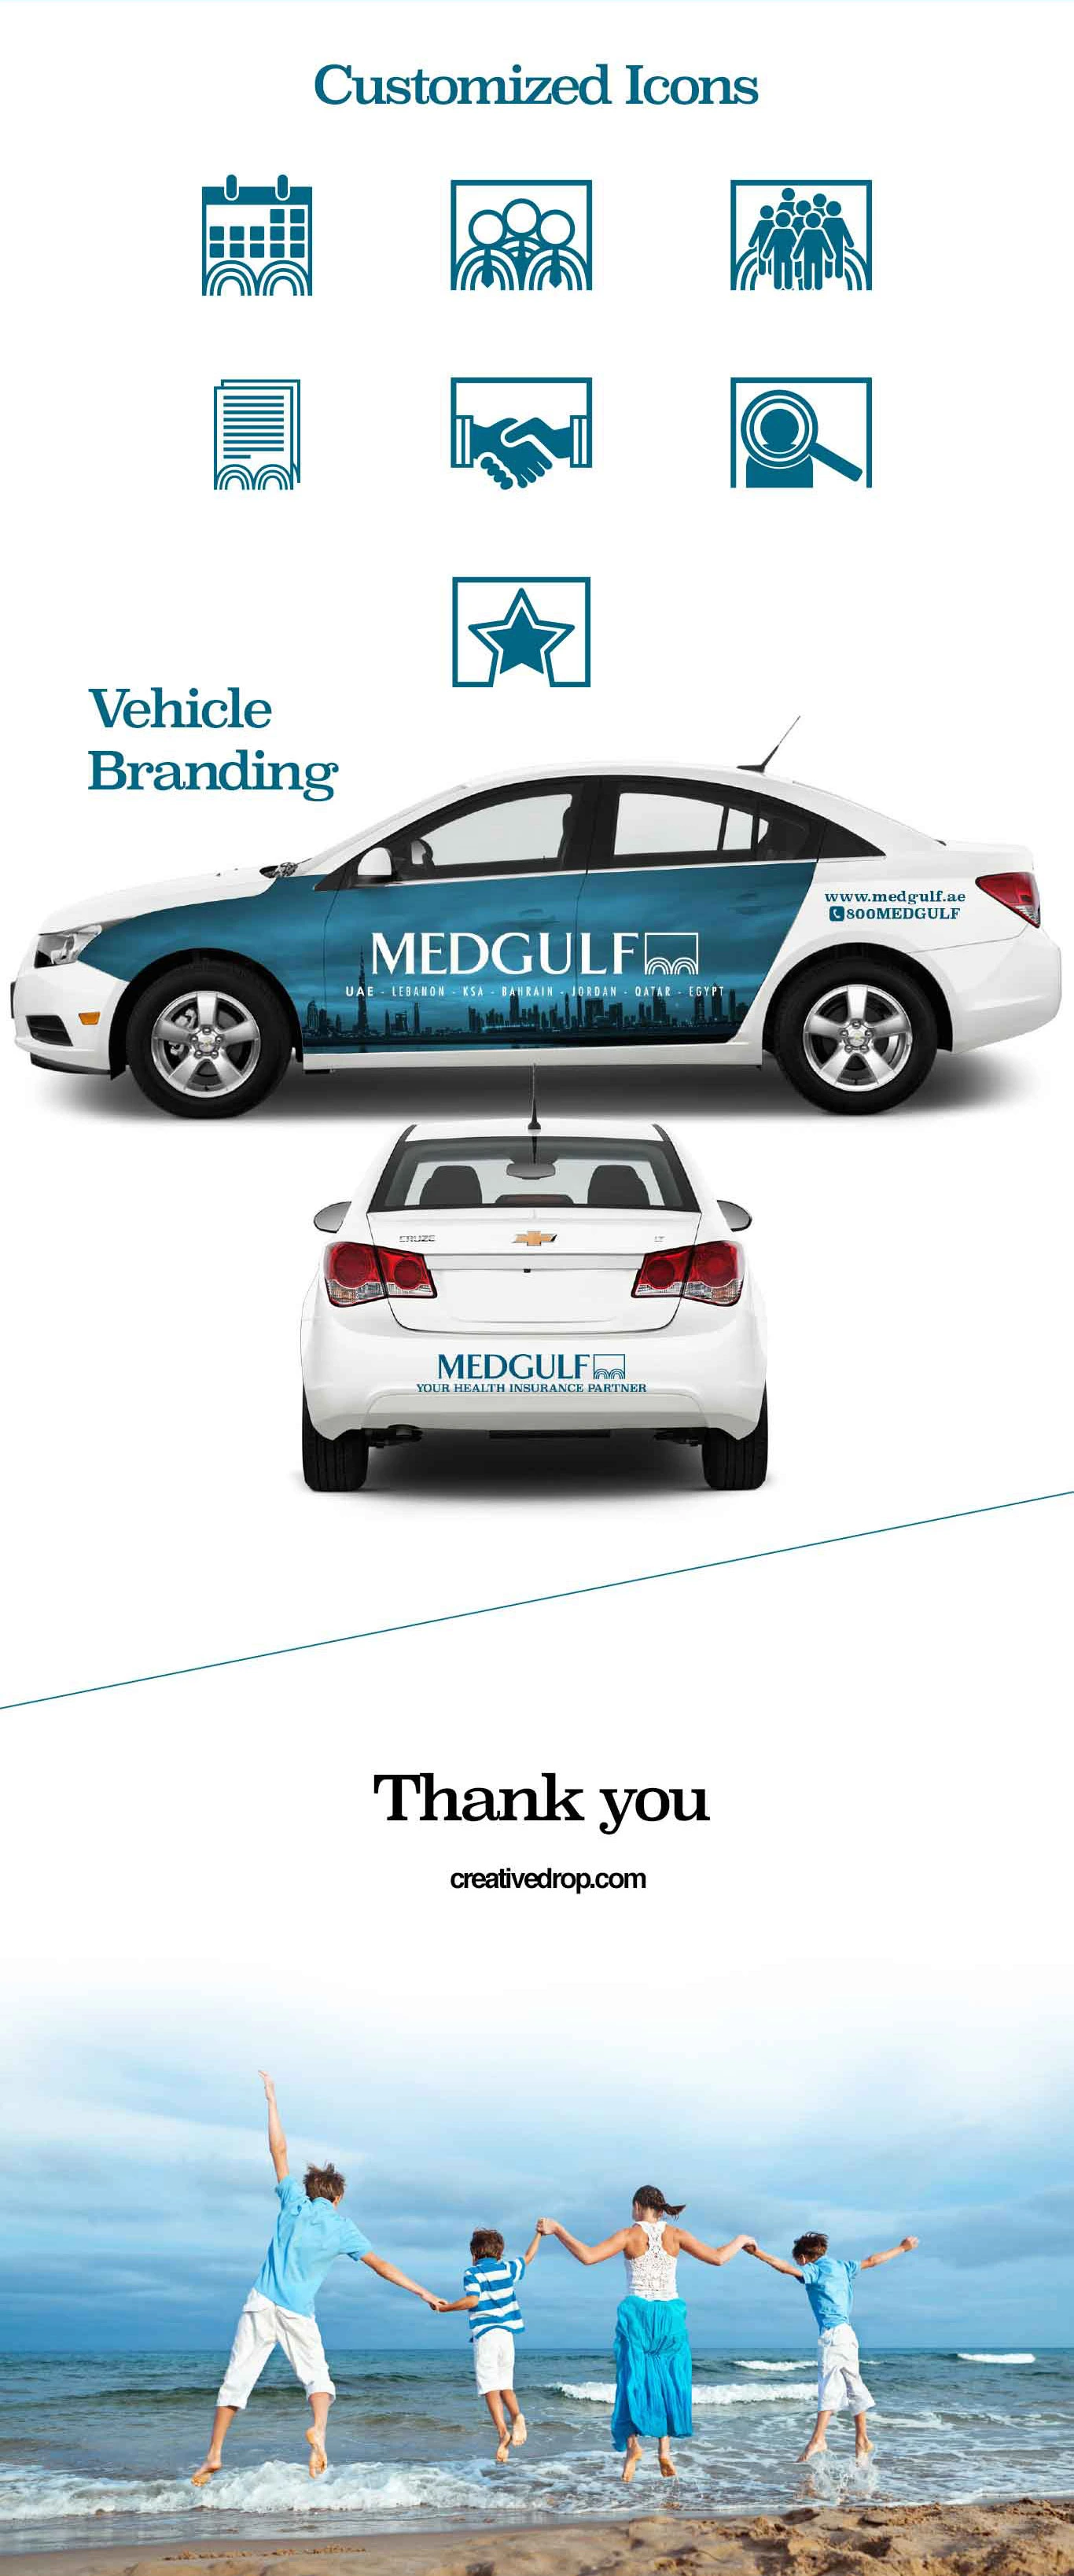 Customized Icons
Vehicle
Branding
www.medgulf.ae
800MEDGULF
MEDGULF
UAE - LEBANON - KSA - BAHRAIN - JORDAN - QATAR - EGYPT
CRUZE
LT
MEDGULF
YOUR HEALTH INSURANCE PARTNER
Thank you
creativedrop.com